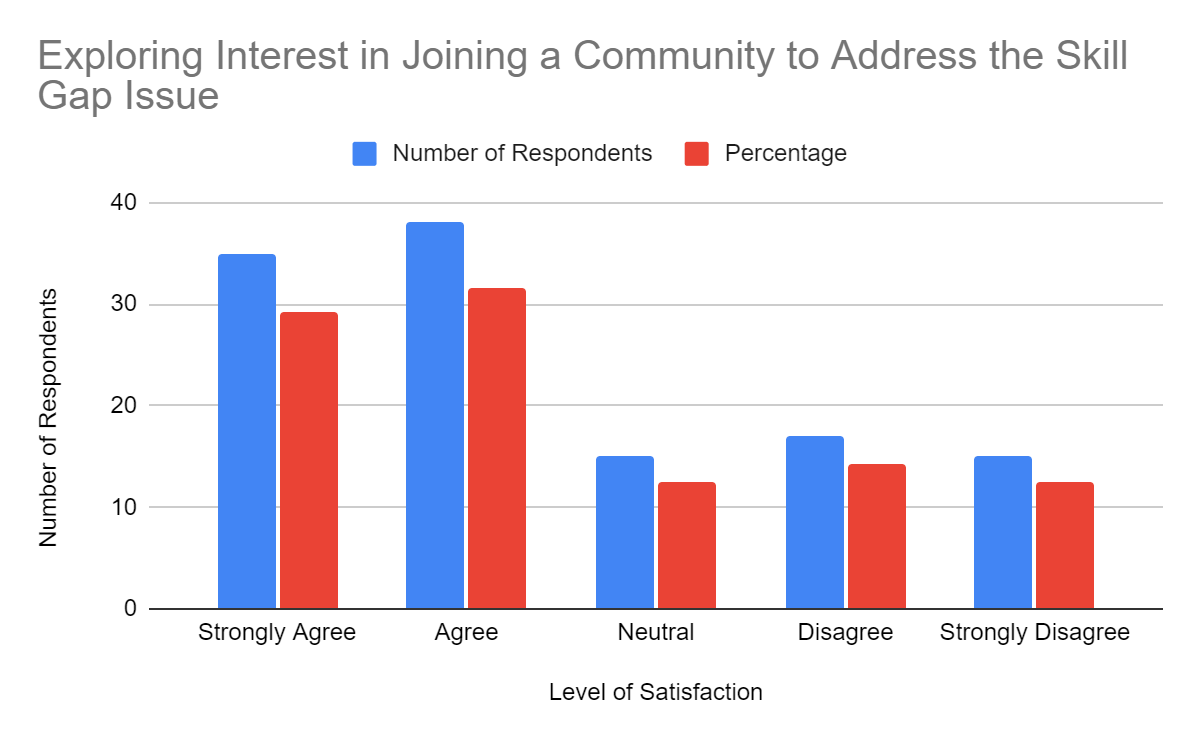 Exploring Interest in Joining a Community to Address the Skill
Gap Issue
Number of Respondents
Percentage
Number of Respondents
40
30
20
10
0
Strongly Agree
Agree
Neutral
Disagree
Strongly Disagree
Level of Satisfaction